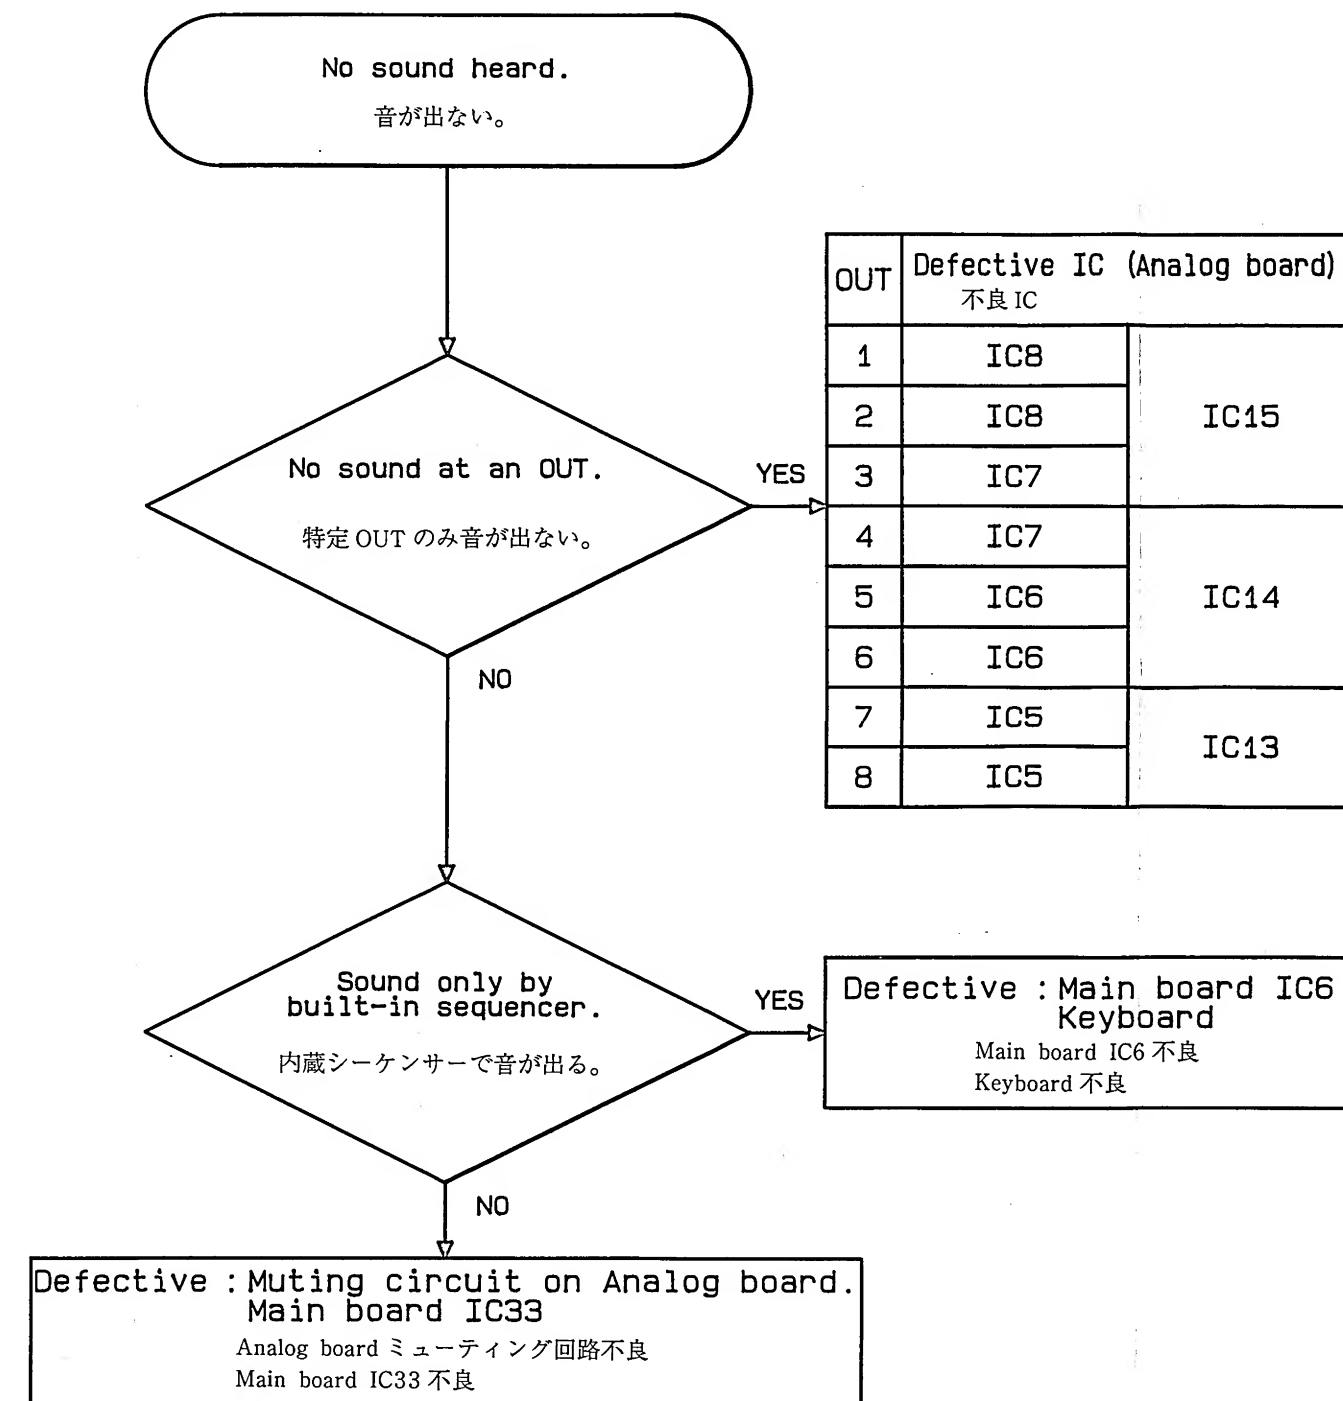 No sound heard.
音が出ない。
No sound at an OUT.
特定OUTのみ音が出ない。
YES
NO
OUT
Defective IC (Analog board)
不良IC
1
IC8
2
IC8
3
IC7
IC15
4
IC7
5
IC6
6
IC6
IC14
7
IC5
8
IC5
IC13
Sound only by
built-in sequencer.
内蔵シーケンサーで音が出る。
YES
NO
Defective : Main board IC6
Keyboard
Main board IC6 不良
Keyboard 不良
Defective : Muting circuit on Analog board.
Main board IC33
Analog board ミューティング回路不良
Main board IC33 不良